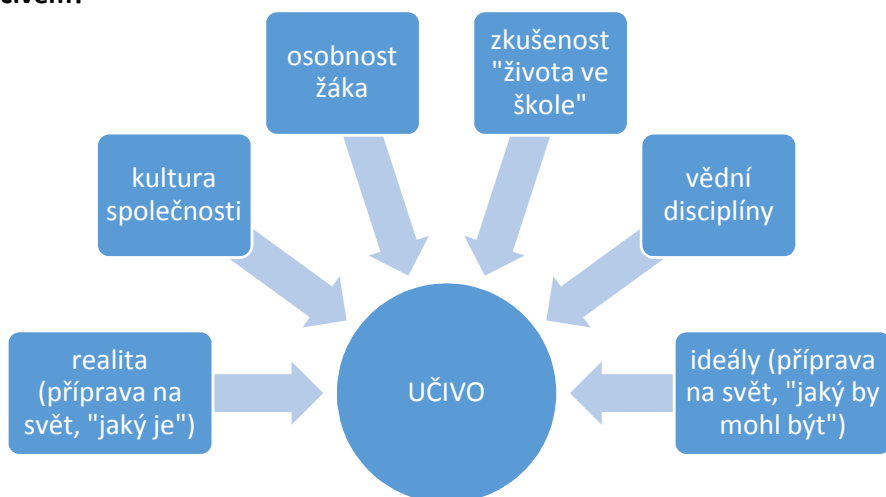 osobnost
žáka
zkušenost
"života ve
škole"
kultura
společnosti
vědní
disciplíny
realita
(příprava na
svět, "jaký je")
UČIVO
ideály (příprava
na svět, "jaký by
mohl být")